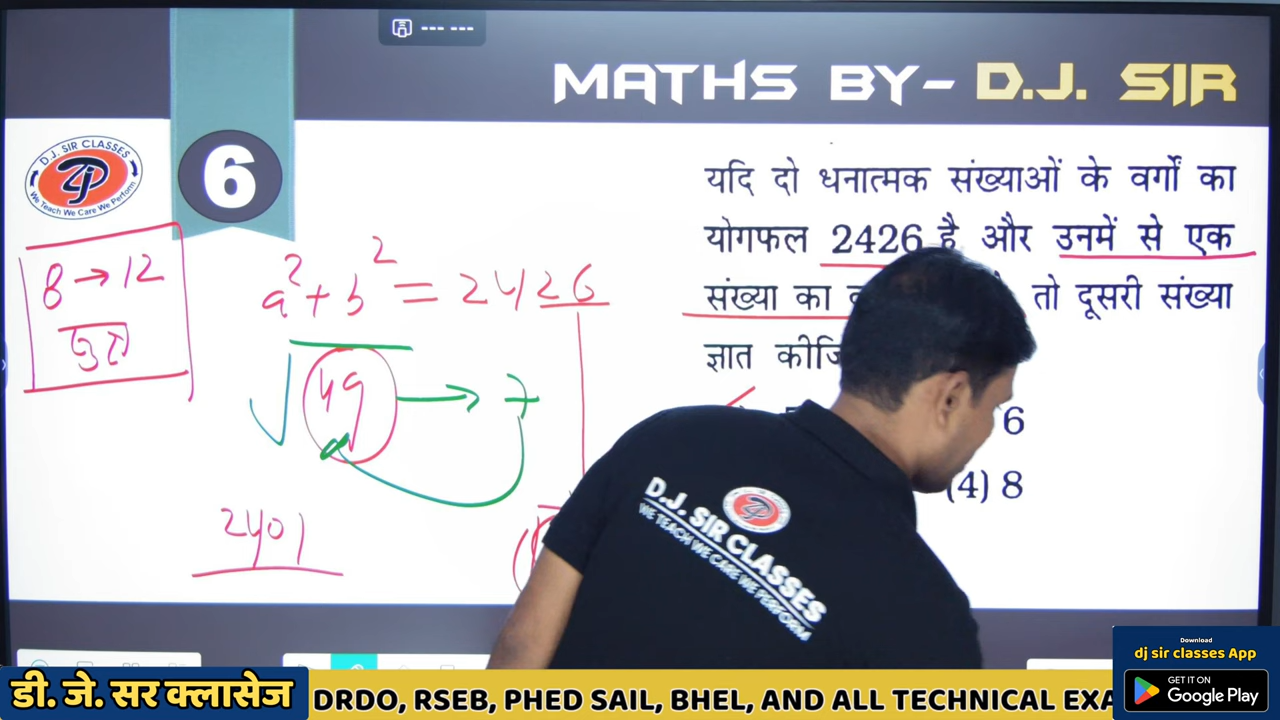 MATHS BY- D.J. SIR
D.J. SIR CLASSES
We Teach We Care We Perform
6
यदि दो धनात्मक संख्याओं के वर्गों का
योगफल 2426 है और उनमें से एक
संख्या का तो दूसरी संख्या
ज्ञात
6
(4) 8
8 → 12
a² + b² = 2426
√49 → 7
2401
D.J. SIR CLASSES
WE TEACH WE CARE WE PERFORM
डी. जे. सर क्लासेज
DRDO, RSEB, PHED SAIL, BHEL, AND ALL TECHNICAL EXA
Download
dj sir classes App
GET IT ON
Google Play